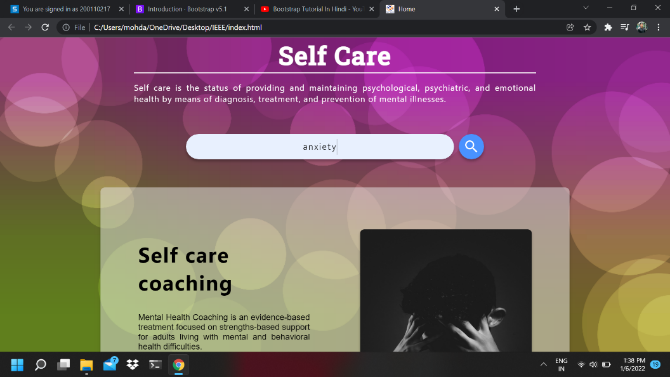 You are signed in as 200110217
Introduction · Bootstrap v5.1
Bootstrap Tutorial In Hindi - You
Home
File
C:/Users/mohda/OneDrive/Desktop/IEEE/index.html
Self Care
Self care is the status of providing and maintaining psychological, psychiatric, and emotional
health by means of diagnosis, treatment, and prevention of mental illnesses.
anxiety
Self care
coaching
Mental Health Coaching is an evidence-based
treatment focused on strengths-based support
for adults living with mental and behavioral
health difficulties.
7
ENG
IN
1:38 PM
1/6/2022